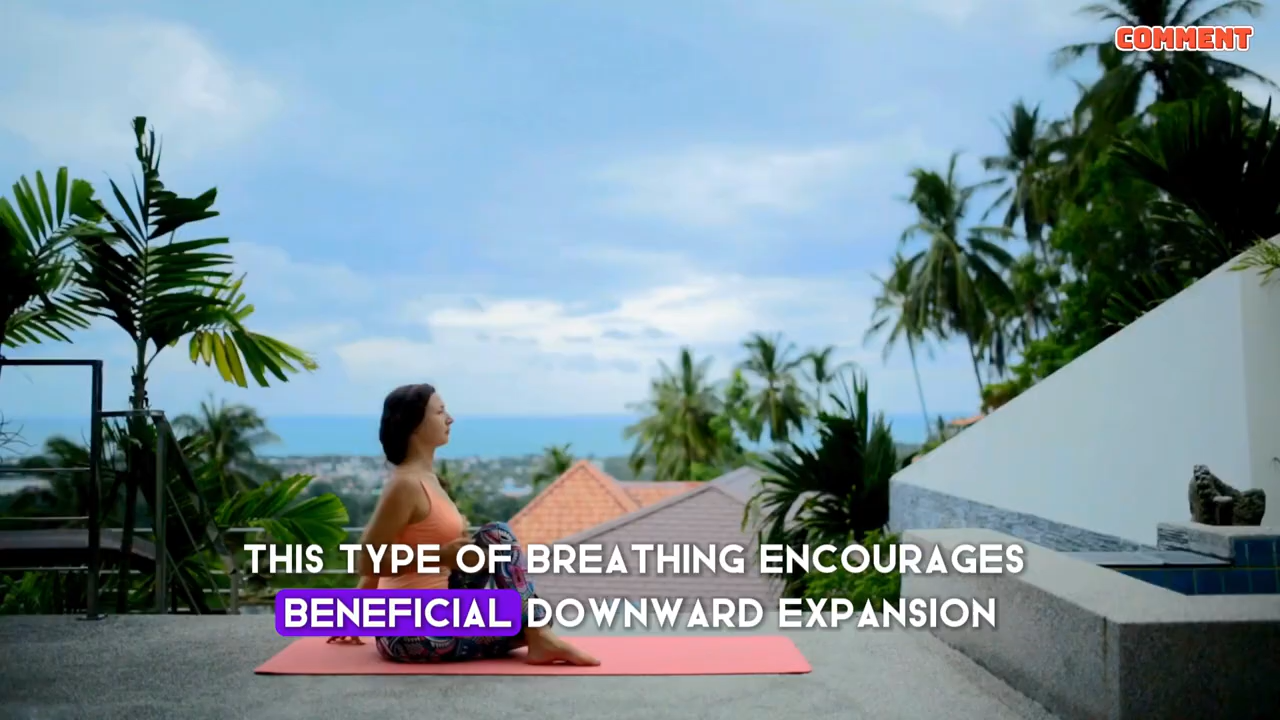 COMMENT
THIS TYPE OF BREATHING ENCOURAGES
BENEFICIAL DOWNWARD EXPANSION